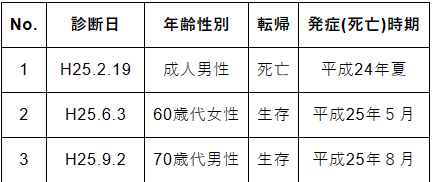 No. 診断日 年齢性別 転帰 発症(死亡)時期
1 H25.2.19 成人男性 死亡 平成24年夏
2 H25.6.3 60歳代女性 生存 平成25年５月
3 H25.9.2 70歳代男性 生存 平成25年８月